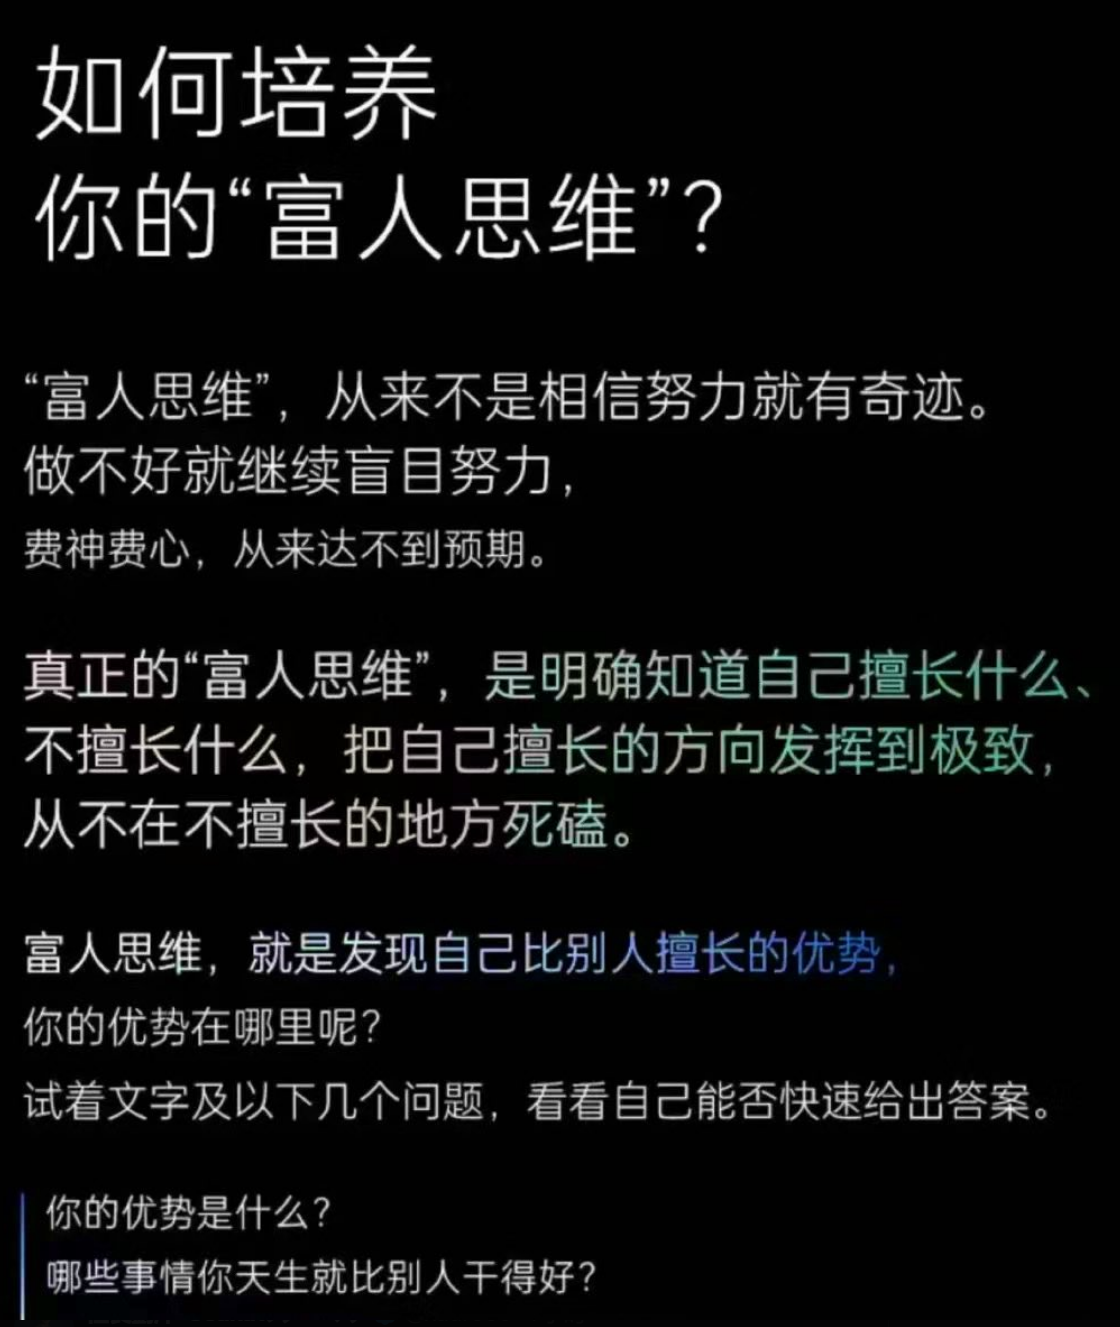 如何培养
你的“富人思维”？
“富人思维”，从来不是相信努力就有奇迹。
做不好就继续盲目努力，
费神费心，从来达不到预期。
真正的“富人思维”，是明确知道自己擅长什么、
不擅长什么，把自己擅长的方向发挥到极致，
从不在不擅长的地方死磕。
富人思维，就是发现自己比别人擅长的优势，
你的优势在哪里呢？
试着文字及以下几个问题，看看自己能否快速给出答案。
你的优势是什么？
哪些事情你天生就比别人干得好？